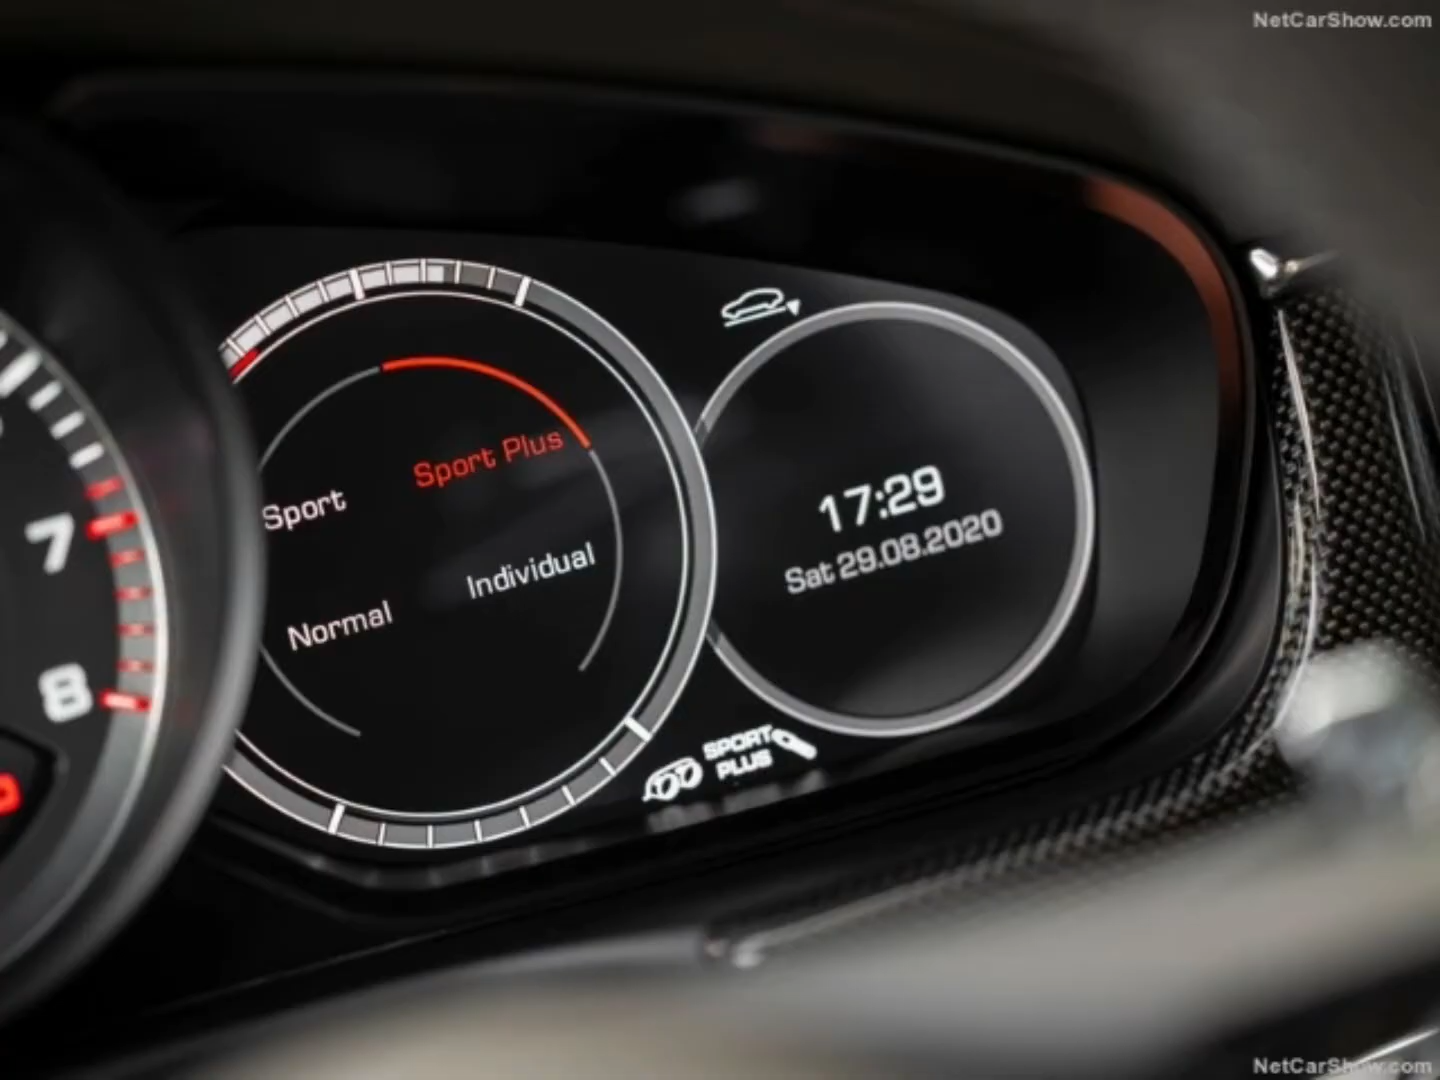 NetCarShow.com
Sport Plus
Sport
Individual
Normal
17:29
Sat 29.08.2020
7
8
SPORT
PLUS
NetCarShow.com